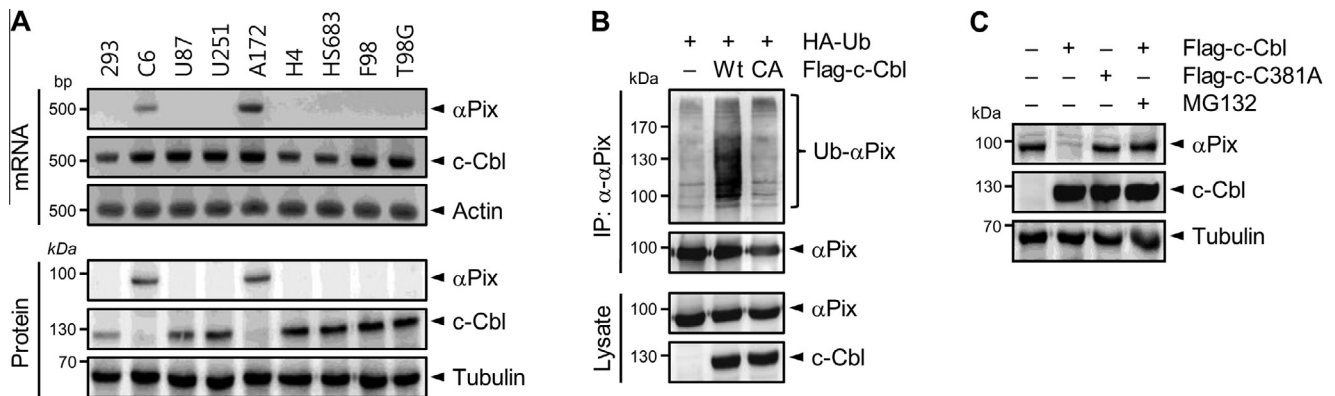 A
293 C6 U87 U251 A172 H4 HS683 F98 T98G
bp
mRNA
500 αPix
500 c-Cbl
500 Actin
kDa
Protein
100 αPix
130 c-Cbl
70 Tubulin
B
+ + + HA-Ub
– Wt CA Flag-c-Cbl
kDa
IP: α-αPix
170
130 Ub-αPix
100
100 αPix
Lysate
100 αPix
130 c-Cbl
C
– + – + Flag-c-Cbl
– – + – Flag-c-C381A
– – – + MG132
kDa
100 αPix
130 c-Cbl
70 Tubulin